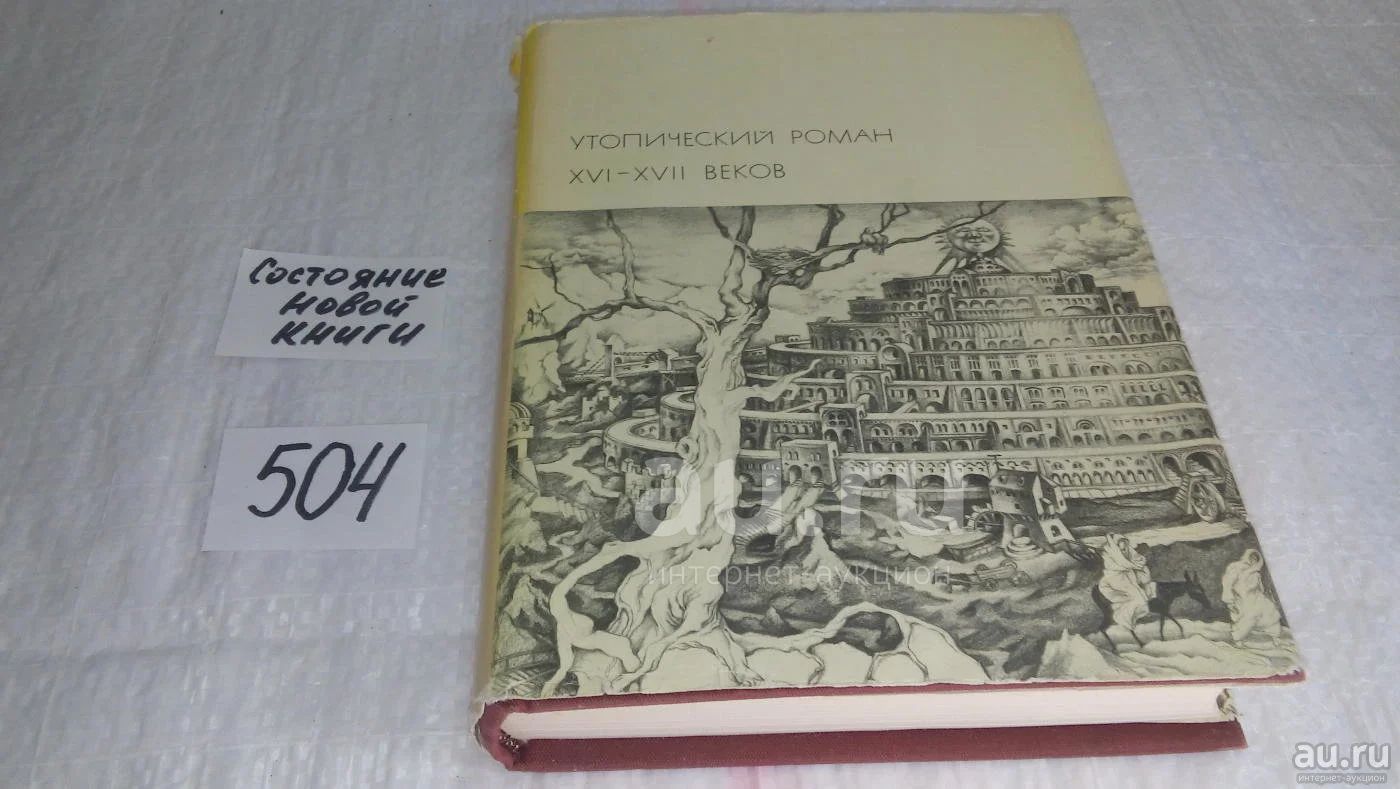 УТОПИЧЕСКИЙ РОМАН
XVI–XVII ВЕКОВ
Состояние
новой
книги
504
au.ru
интернет-аукцион
au.ru
интернет-аукцион